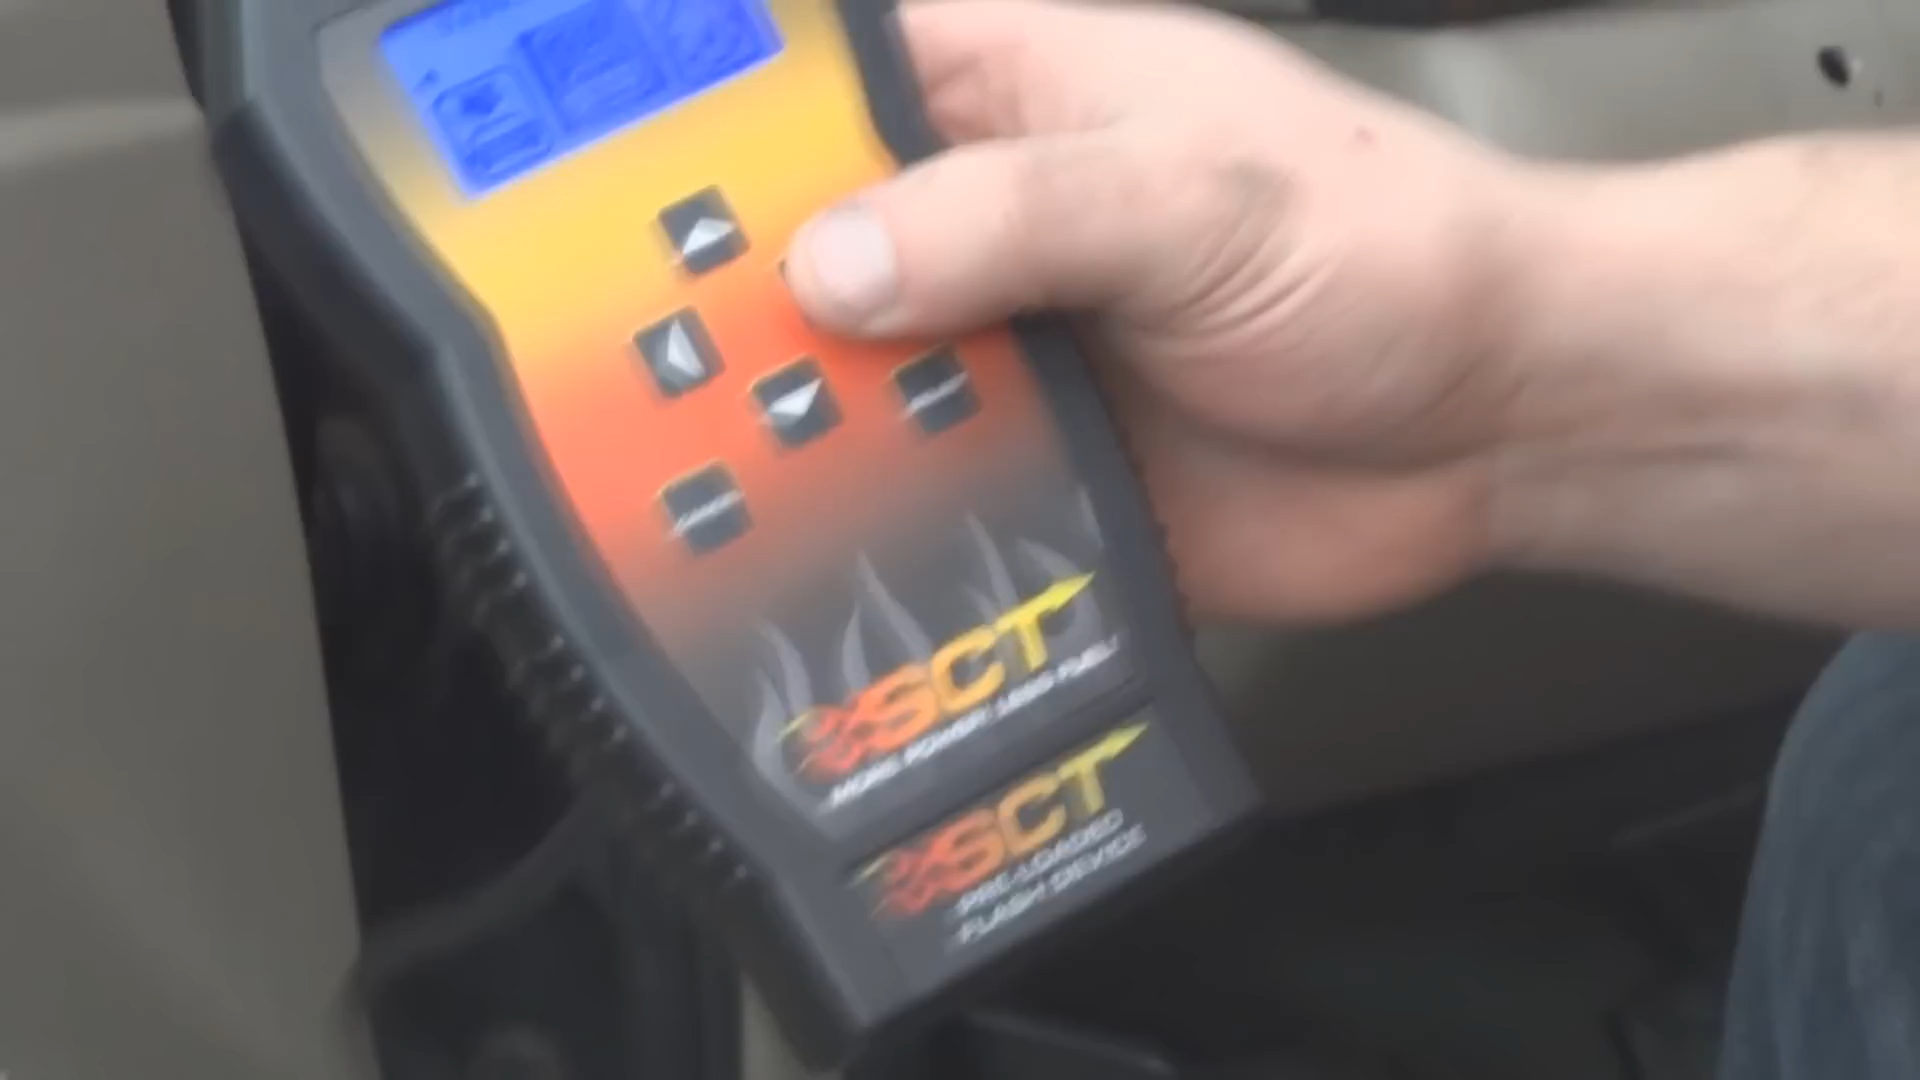 SCT
MORE POWER! LESS FUEL!
SCT
PRE-LOADED
FLASH DEVICE